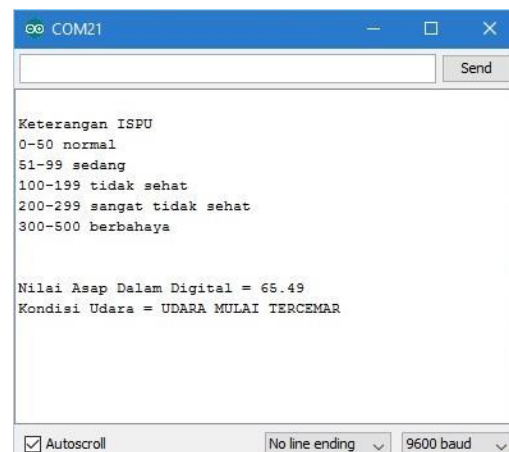 COM21
Send
Keterangan ISPU
0-50 normal
51-99 sedang
100-199 tidak sehat
200-299 sangat tidak sehat
300-500 berbahaya
Nilai Asap Dalam Digital = 65.49
Kondisi Udara = UDARA MULAI TERCEMAR
Autoscroll No line ending 9600 baud